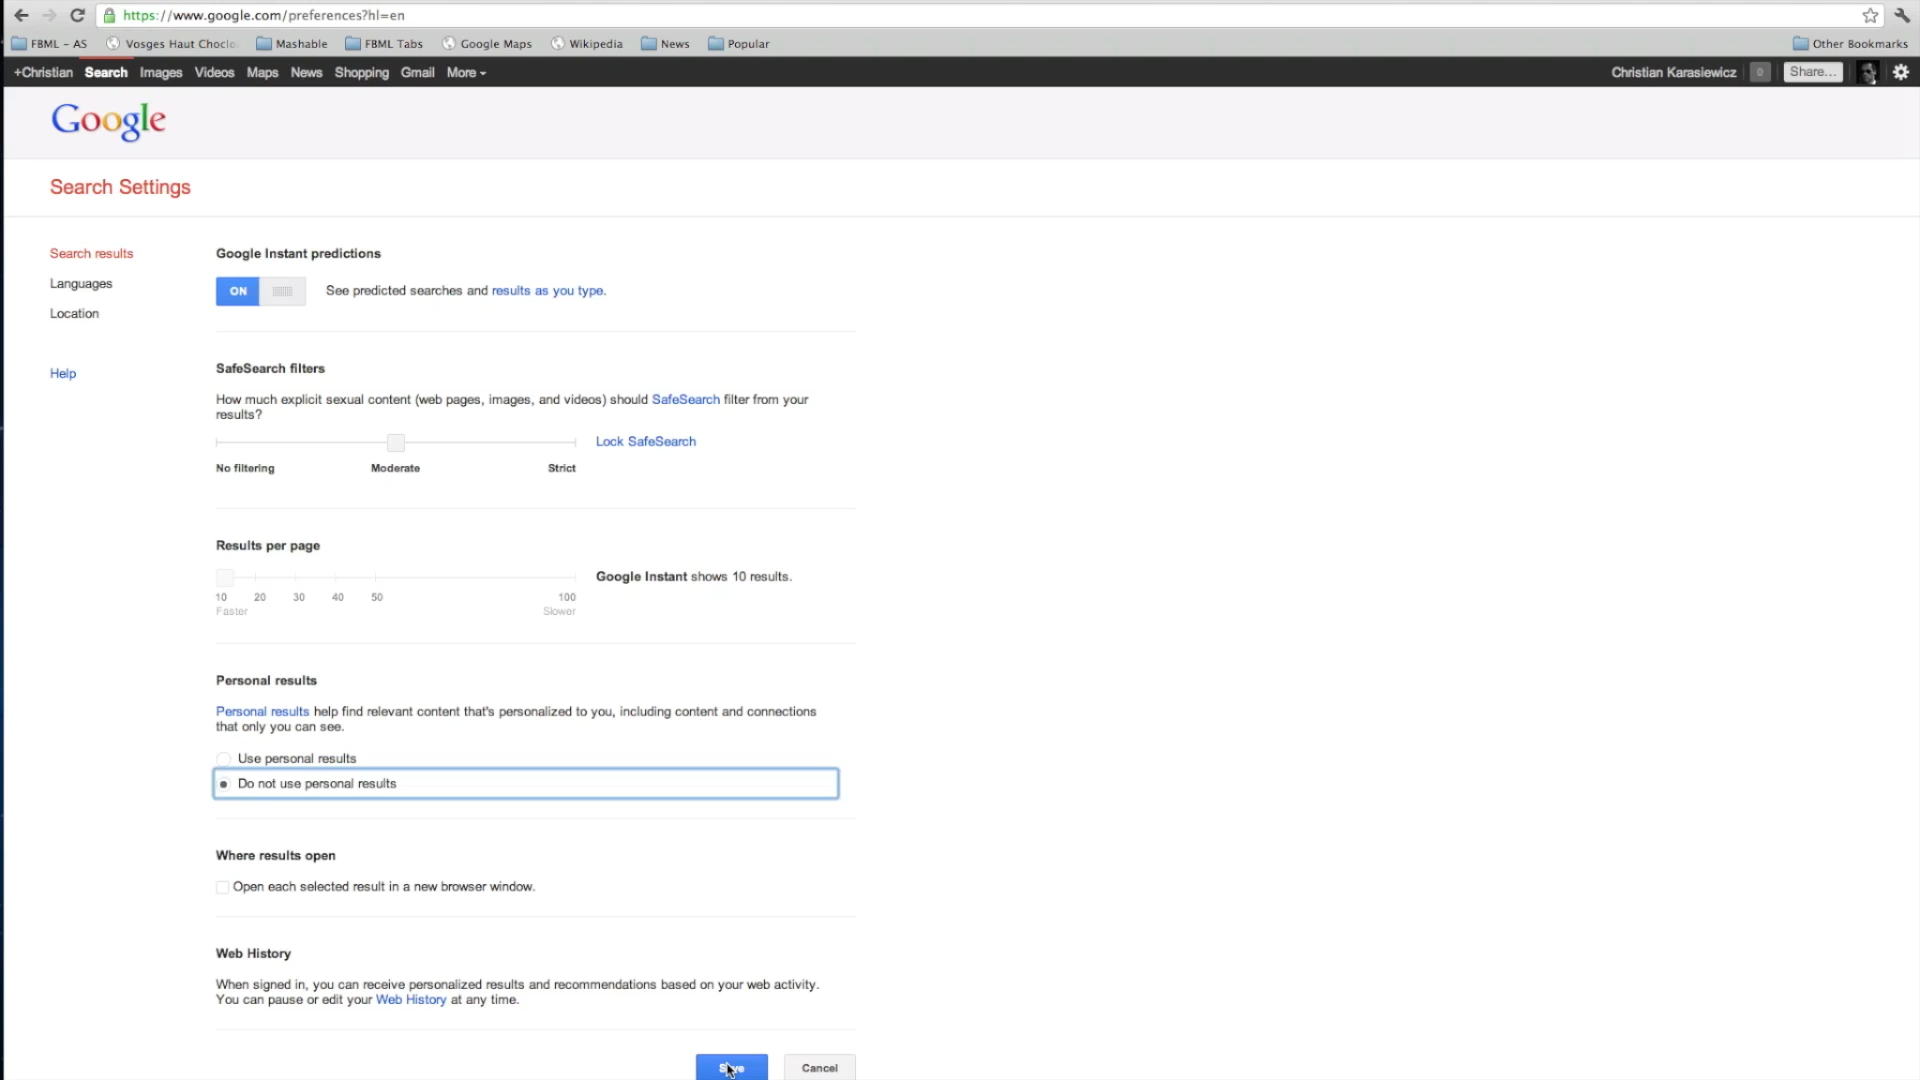 https://www.google.com/preferences?hl=en
FBML - AS Vosges Haut Choclo Mashable FBML Tabs Google Maps Wikipedia News Popular Other Bookmarks
+Christian Search Images Videos Maps News Shopping Gmail More Christian Karasiewicz 0 Share...
Google
Search Settings
Search results
Languages
Location
Help
Google Instant predictions
ON See predicted searches and results as you type.
SafeSearch filters
How much explicit sexual content (web pages, images, and videos) should SafeSearch filter from your
results?
Lock SafeSearch
No filtering Moderate Strict
Results per page
Google Instant shows 10 results.
10 20 30 40 50 100
Faster Slower
Personal results
Personal results help find relevant content that's personalized to you, including content and connections
that only you can see.
Use personal results
Do not use personal results
Where results open
Open each selected result in a new browser window.
Web History
When signed in, you can receive personalized results and recommendations based on your web activity.
You can pause or edit your Web History at any time.
Save Cancel